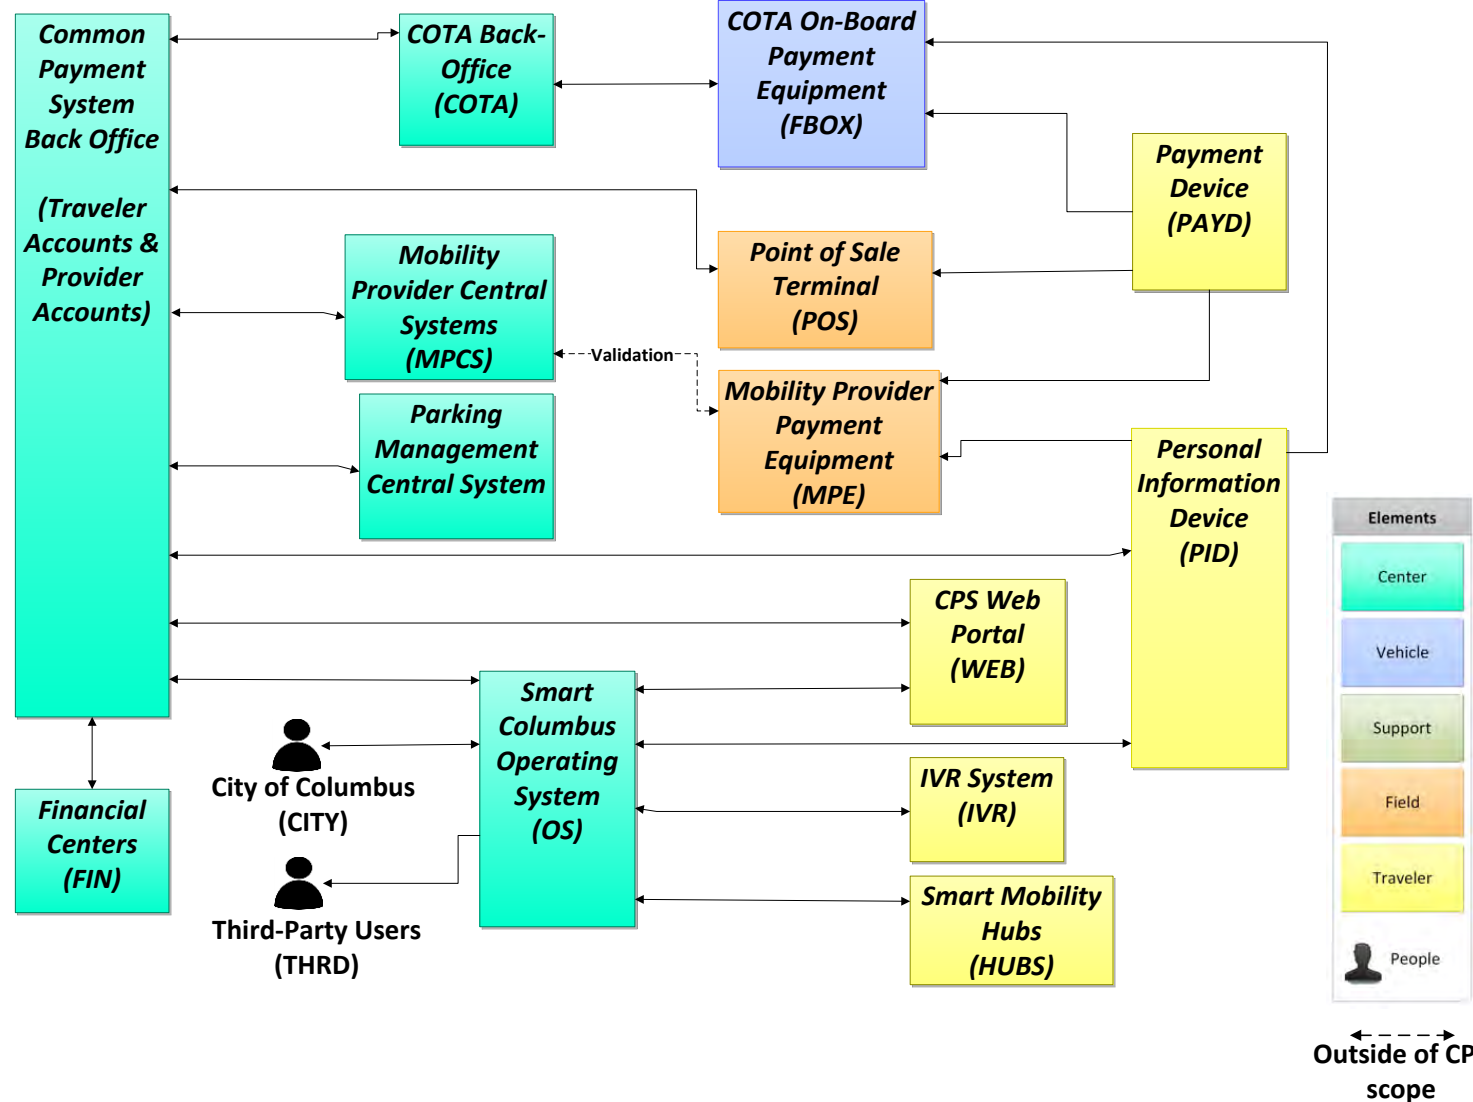 Common
Payment
System
Back Office
(Traveler
Accounts &
Provider
Accounts)
COTA Back-
Office
(COTA)
COTA On-Board
Payment
Equipment
(FBOX)
Payment
Device
(PAYD)
Mobility
Provider Central
Systems
(MPCS)
Point of Sale
Terminal
(POS)
Validation
Mobility Provider
Payment
Equipment
(MPE)
Parking
Management
Central System
Personal
Information
Device
(PID)
CPS Web
Portal
(WEB)
Smart
Columbus
Operating
System
(OS)
City of Columbus
(CITY)
IVR System
(IVR)
Financial
Centers
(FIN)
Third-Party Users
(THRD)
Smart Mobility
Hubs
(HUBS)
Elements
Center
Vehicle
Support
Field
Traveler
People
Outside of CP
scope